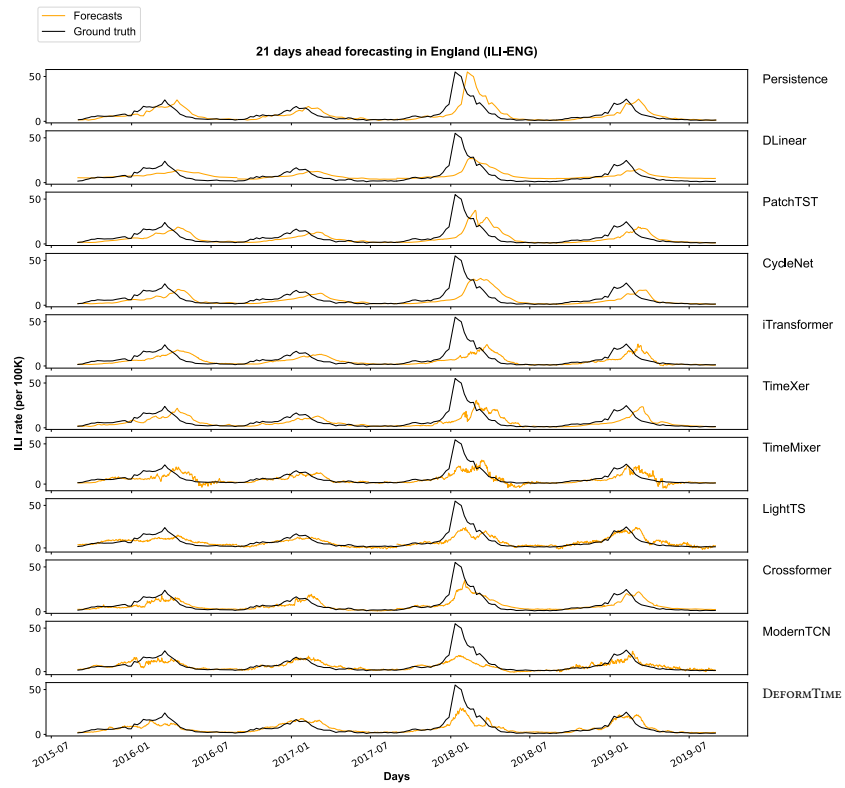 Forecasts
Ground truth
21 days ahead forecasting in England (ILI-ENG)
ILI rate (per 100K)
50
0
Persistence
50
0
DLinear
50
0
PatchTST
50
0
CycleNet
50
0
iTransformer
50
0
TimeXer
50
0
TimeMixer
50
0
LightTS
50
0
Crossformer
50
0
ModernTCN
50
0
DEFORMTIME
2015-07
2016-01
2016-07
2017-01
2017-07
2018-01
2018-07
2019-01
2019-07
Days